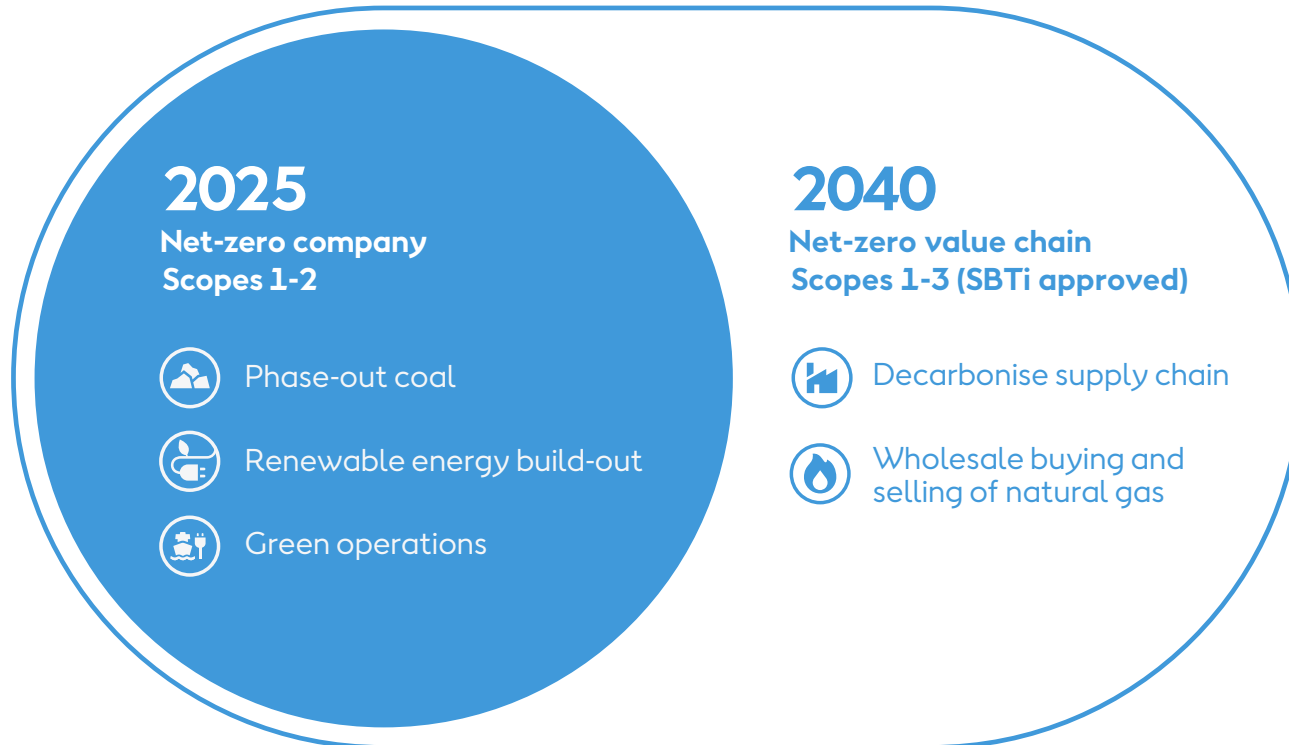 2025
Net-zero company
Scopes 1-2
Phase-out coal
Renewable energy build-out
Green operations
2040
Net-zero value chain
Scopes 1-3 (SBTi approved)
Decarbonise supply chain
Wholesale buying and
selling of natural gas